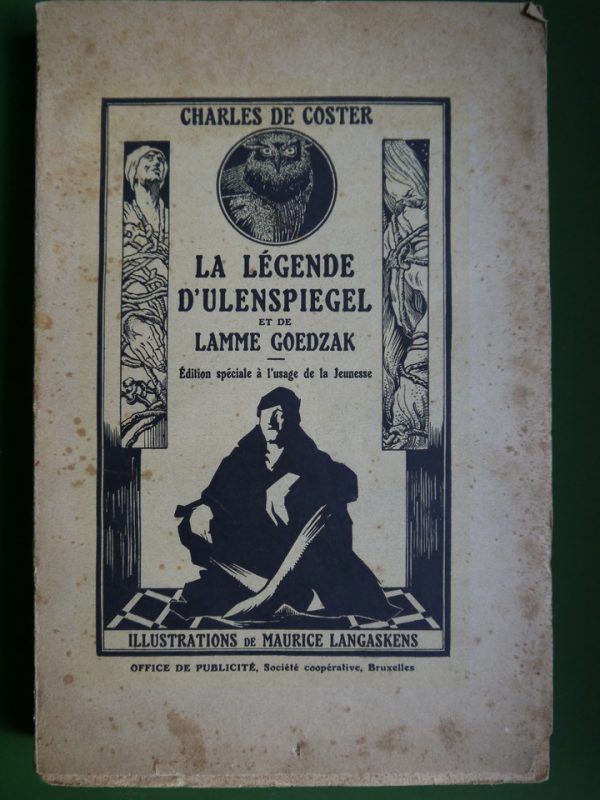 CHARLES DE COSTER
LA LÉGENDE
D'ULENSPIEGEL
ET DE
LAMME GOEDZAK
Édition spéciale à l'usage de la Jeunesse
ILLUSTRATIONS DE MAURICE LANGASKENS
OFFICE DE PUBLICITÉ, Société coopérative, Bruxelles